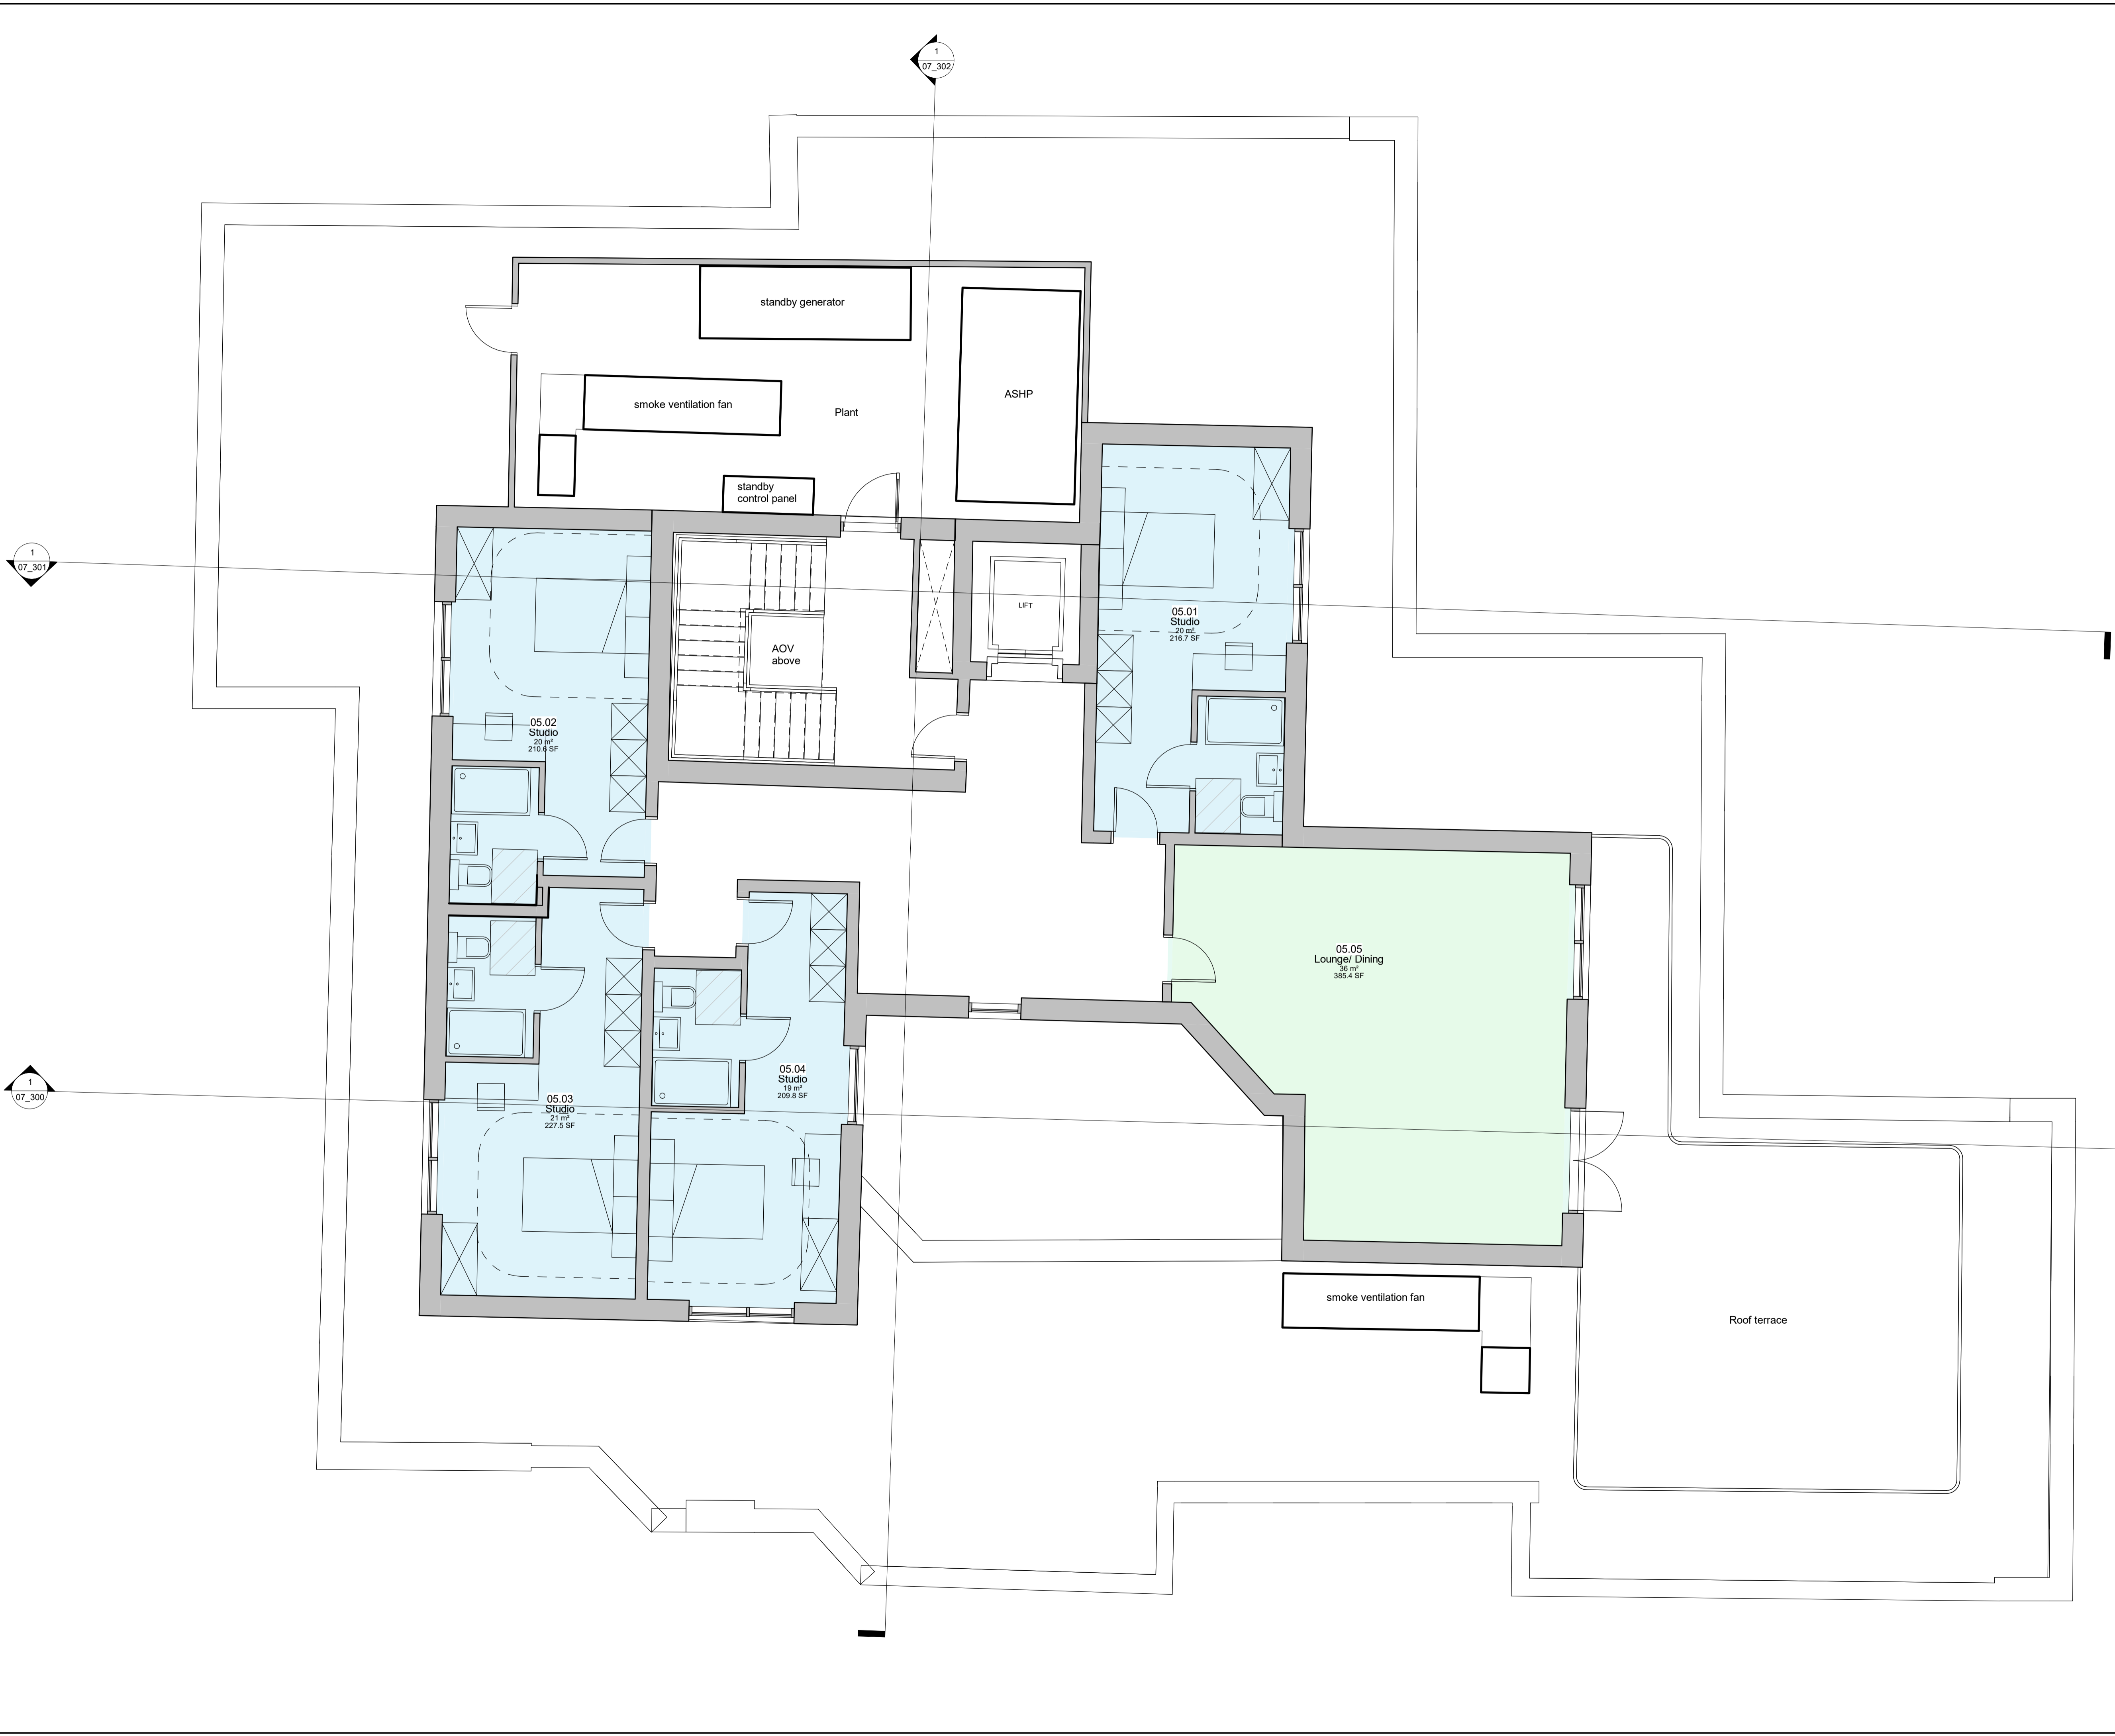 1
07_302
standby generator
ASHP
smoke ventilation fan
Plant
standby
control panel
1
07_301
LIFT
05.01
Studio
20 m²
216.7 SF
AOV
above
05.02
Studio
20 m²
210.6 SF
05.05
Lounge/ Dining
36 m²
385.4 SF
1
07_300
05.04
Studio
19 m²
209.8 SF
05.03
Studio
21 m²
227.5 SF
smoke ventilation fan
Roof terrace